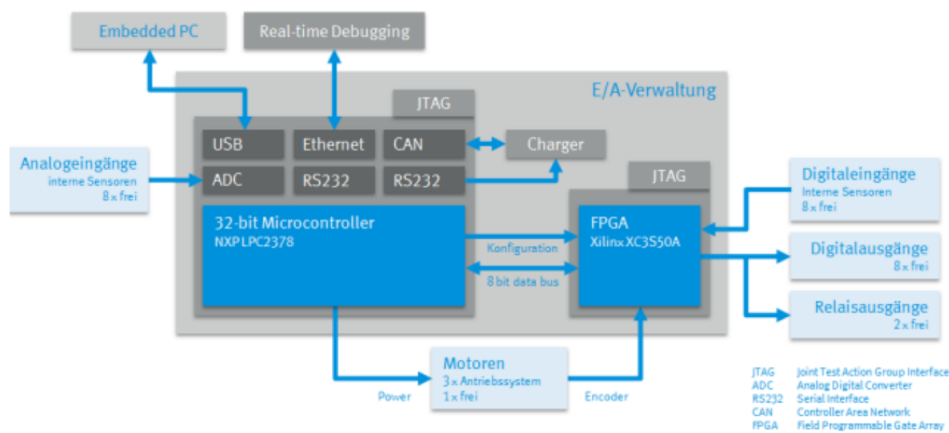 Embedded PC
Real-time Debugging
E/A-Verwaltung
JTAG
USB
Ethernet
CAN
Charger
ADC
RS232
RS232
JTAG
Analogeingänge
interne Sensoren
8 x frei
32-bit Microcontroller
NXP LPC2378
Konfiguration
8 bit data bus
FPGA
Xilinx XC3S50A
Digitaleingänge
Interne Sensoren
8 x frei
Digitalausgänge
8 x frei
Relaisausgänge
2 x frei
Power
Motoren
3 x Antriebssystem
1 x frei
Encoder
JTAG Joint Test Action Group Interface
ADC Analog Digital Converter
RS232 Serial Interface
CAN Controller Area Network
FPGA Field Programmable Gate Array